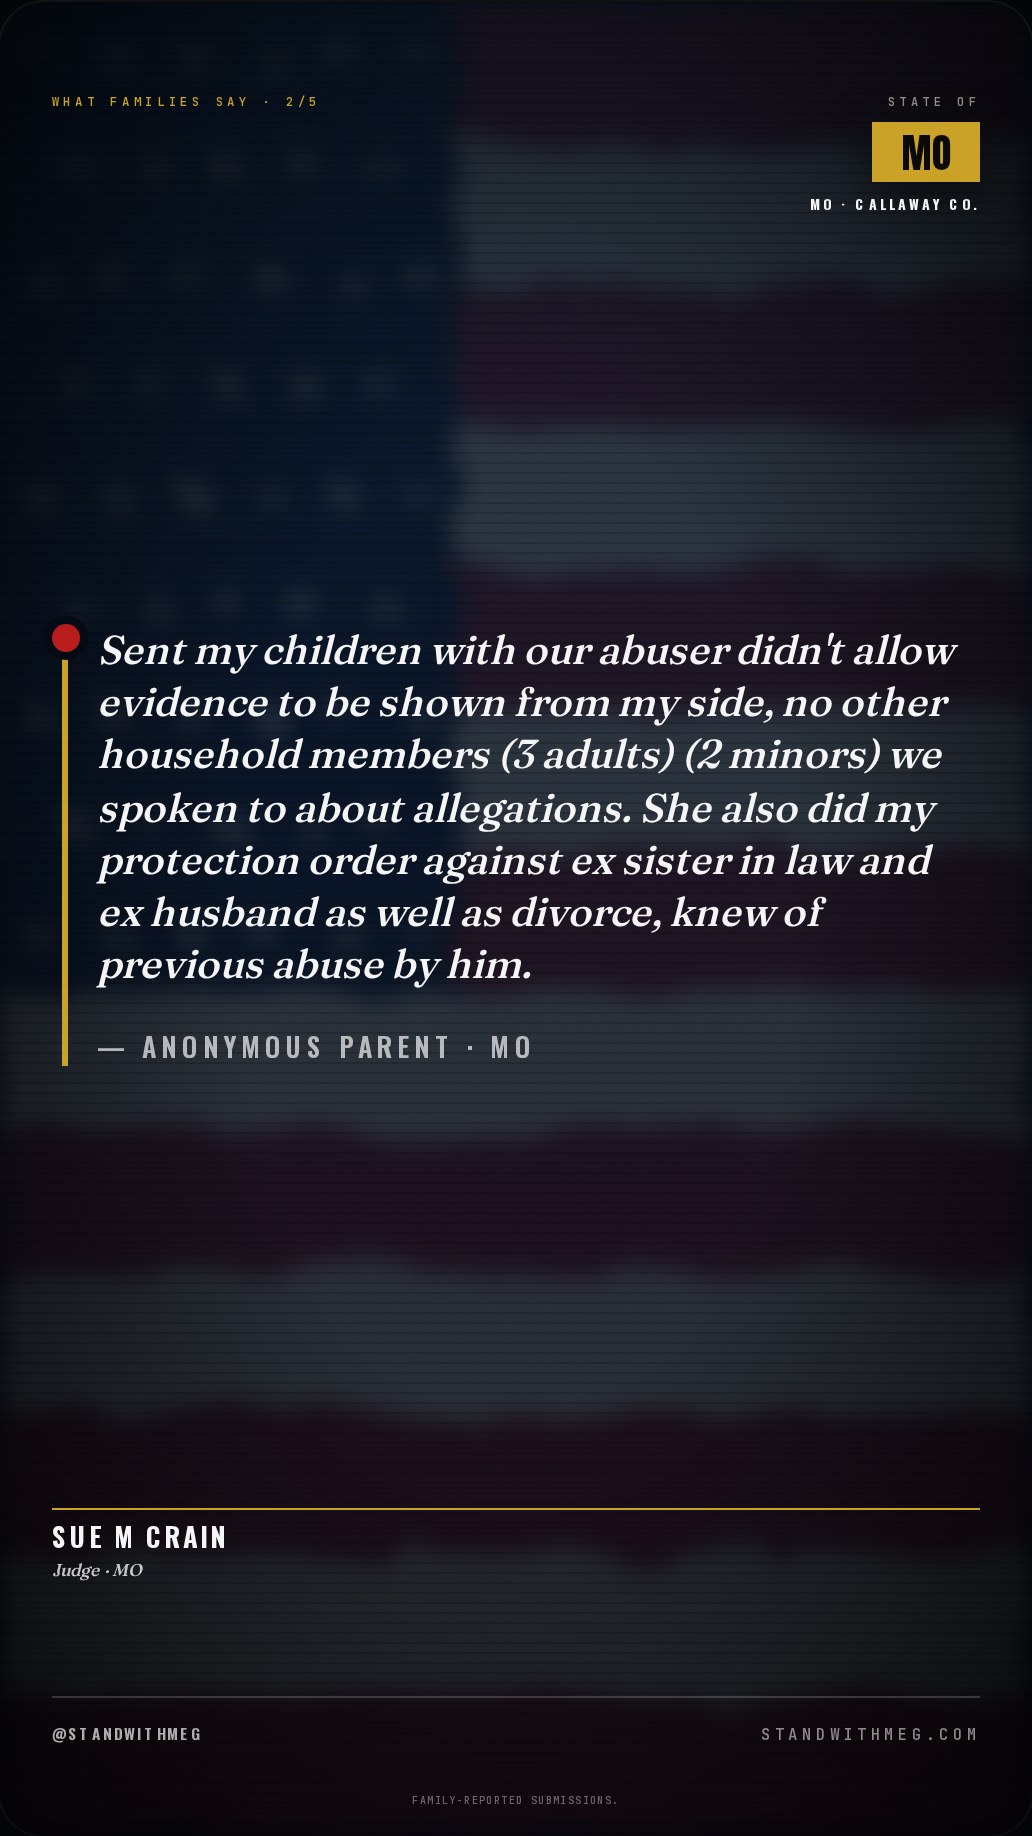 WHAT FAMILIES SAY · 2/5
STATE OF
MO
MO · CALLAWAY CO.
Sent my children with our abuser didn't allow
evidence to be shown from my side, no other
household members (3 adults) (2 minors) we
spoken to about allegations. She also did my
protection order against ex sister in law and
ex husband as well as divorce, knew of
previous abuse by him.
— ANONYMOUS PARENT · MO
SUE M CRAIN
Judge · MO
@STANDWITHMEG
STANDWITHMEG.COM
FAMILY-REPORTED SUBMISSIONS.